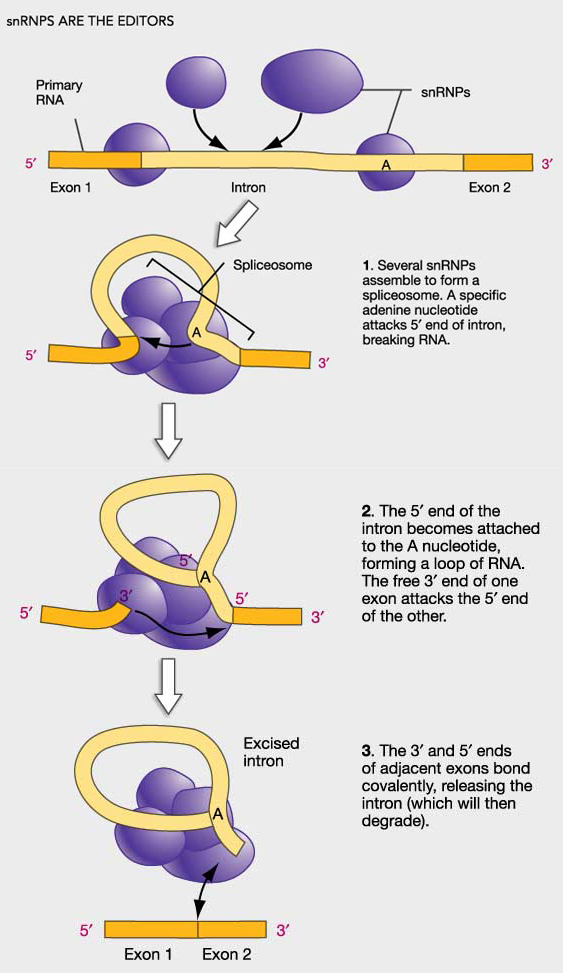 snRNPS ARE THE EDITORS
Primary
RNA
snRNPs
5′
A
3′
Exon 1
Intron
Exon 2
Spliceosome
A
5′
3′
1. Several snRNPs
assemble to form a
spliceosome. A specific
adenine nucleotide
attacks 5′ end of intron,
breaking RNA.
5′
A
3′
5′
5′
3′
2. The 5′ end of the
intron becomes attached
to the A nucleotide,
forming a loop of RNA.
The free 3′ end of one
exon attacks the 5′ end
of the other.
Excised
intron
A
3. The 3′ and 5′ ends
of adjacent exons bond
covalently, releasing the
intron (which will then
degrade).
5′
3′
Exon 1
Exon 2